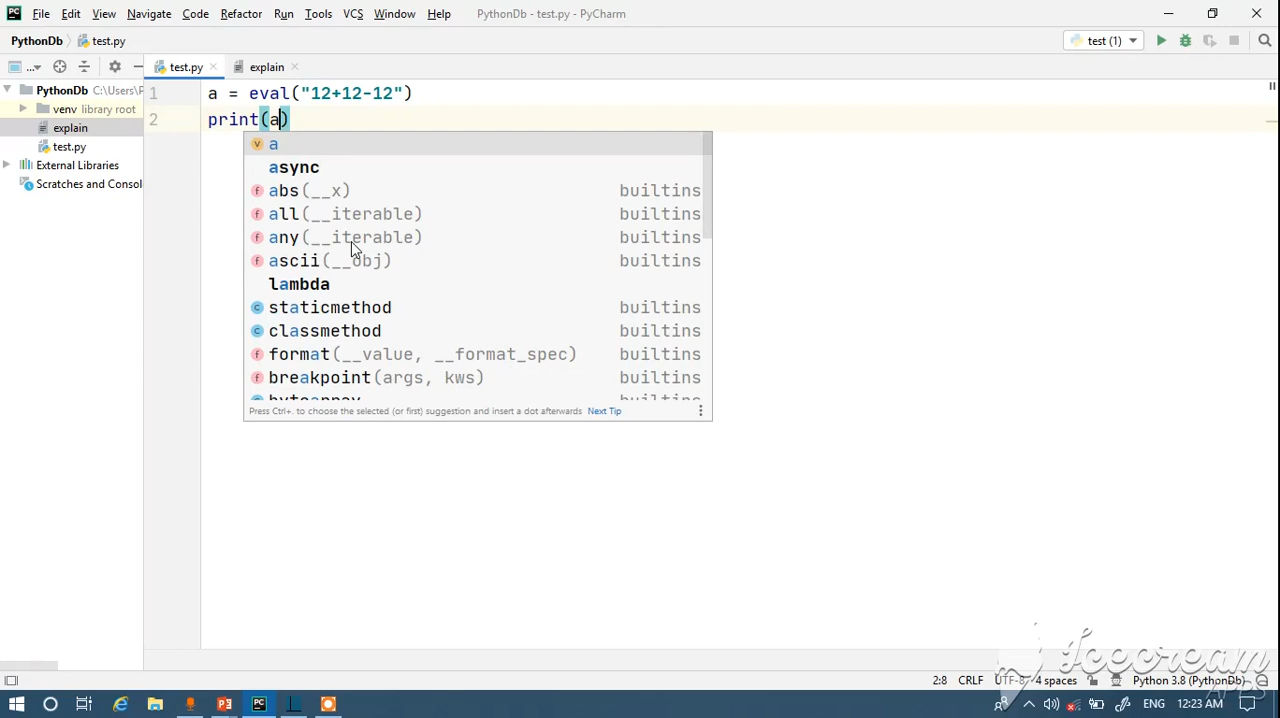 PC File Edit View Navigate Code Refactor Run Tools VCS Window Help PythonDb - test.py - PyCharm
PythonDb test.py test (1)
... test.py explain
PythonDb C:\Users\P
venv library root
explain
test.py
External Libraries
Scratches and Consol
1 a = eval("12+12-12")
2 print(a)
v a
async
f abs(__x) builtins
f all(__iterable) builtins
f any(__iterable) builtins
f ascii(__obj) builtins
lambda
c staticmethod builtins
c classmethod builtins
f format(__value, __format_spec) builtins
f breakpoint(args, kws) builtins
c bytearray builtins
Press Ctrl+. to choose the selected (or first) suggestion and insert a dot afterwards Next Tip
Icecream
APPS
2:8 CRLF UTF-8 4 spaces Python 3.8 (PythonDb)
ENG 12:23 AM